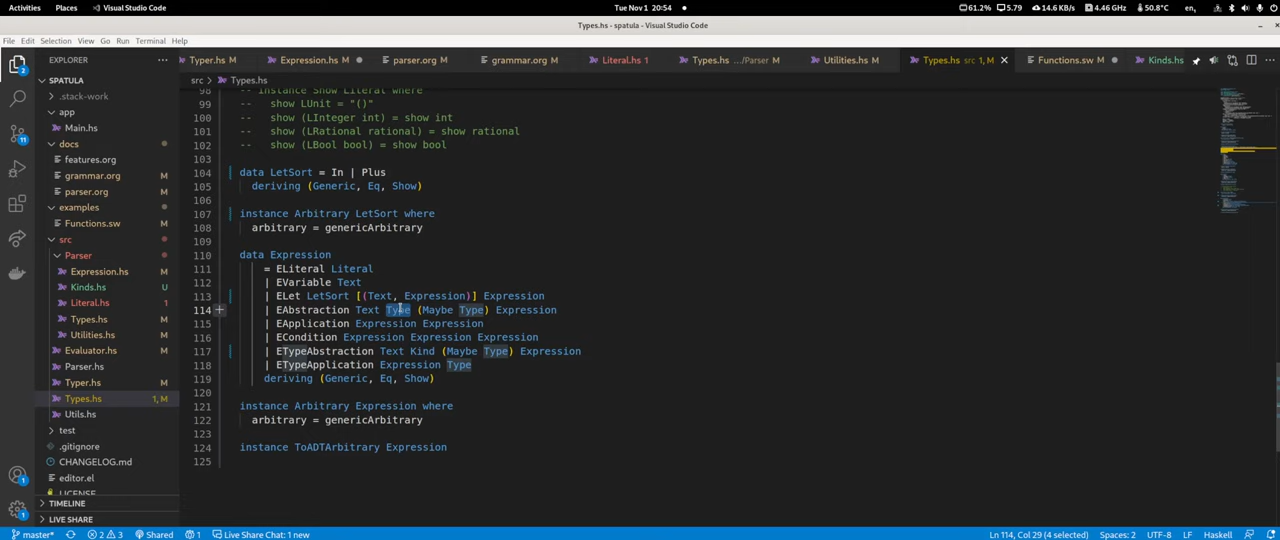 Activities Places Visual Studio Code Tue Nov 1 20:54 61.2% 5.79 14.6 KB/s 4.46 GHz 50.8°C en₁
Types.hs - spatula - Visual Studio Code
File Edit Selection View Go Run Terminal Help
EXPLORER
Typer.hs M Expression.hs M parser.org M grammar.org M Literal.hs 1 Types.hs .../Parser M Utilities.hs M Types.hs src 1, M Functions.sw M Kinds.hs
SPATULA
src > Types.hs
.stack-work
app
Main.hs
docs
features.org
grammar.org M
parser.org M
examples
Functions.sw M
src
Parser
Expression.hs M
Kinds.hs U
Literal.hs 3
Types.hs M
Utilities.hs M
Evaluator.hs M
Parser.hs M
Typer.hs M
Types.hs 1, M
Utils.hs
test
.gitignore
CHANGELOG.md
editor.el
LICENSE
TIMELINE
LIVE SHARE
98 -- instance Show Literal where
99 -- show LUnit = "()"
100 -- show (LInteger int) = show int
101 -- show (LRational rational) = show rational
102 -- show (LBool bool) = show bool
103
104 data LetSort = In | Plus
105 deriving (Generic, Eq, Show)
106
107 instance Arbitrary LetSort where
108 arbitrary = genericArbitrary
109
110 data Expression
111 = ELiteral Literal
112 | EVariable Text
113 | ELet LetSort [(Text, Expression)] Expression
114 | EAbstraction Text Type (Maybe Type) Expression
115 | EApplication Expression Expression
116 | ECondition Expression Expression Expression
117 | ETypeAbstraction Text Kind (Maybe Type) Expression
118 | ETypeApplication Expression Type
119 deriving (Generic, Eq, Show)
120
121 instance Arbitrary Expression where
122 arbitrary = genericArbitrary
123
124 instance ToADTArbitrary Expression
125
master* 2 3 Shared 1 Live Share Chat: 1 new Ln 114, Col 29 (4 selected) Spaces: 2 UTF-8 LF Haskell